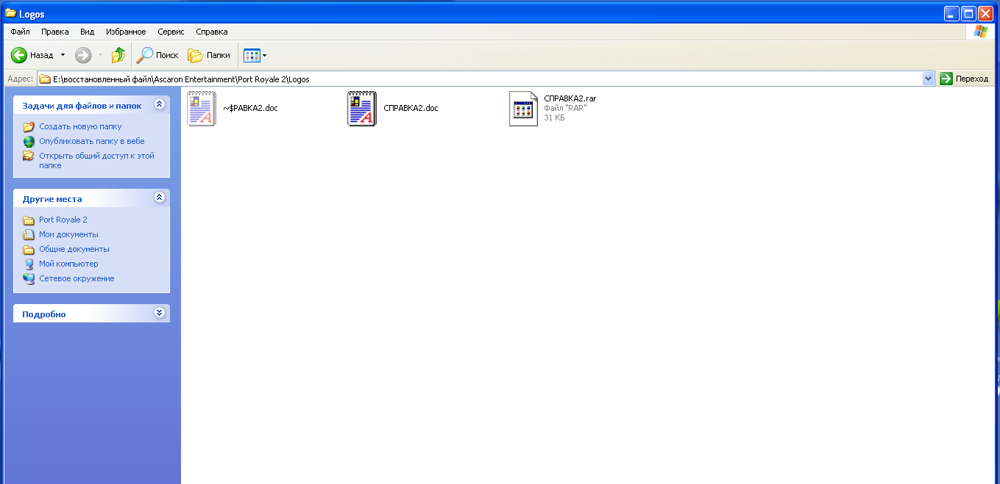 Logos
Файл Правка Вид Избранное Сервис Справка
Назад Поиск Папки
Адрес: E:\восстановленный файл\Ascaron Entertainment\Port Royale 2\Logos Переход
Задачи для файлов и папок
Создать новую папку
Опубликовать папку в вебе
Открыть общий доступ к этой
папке
Другие места
Port Royale 2
Мои документы
Общие документы
Мой компьютер
Сетевое окружение
Подробно
~$РАВКА2.doc
СПРАВКА2.doc
СПРАВКА2.rar
Файл "RAR"
31 КБ